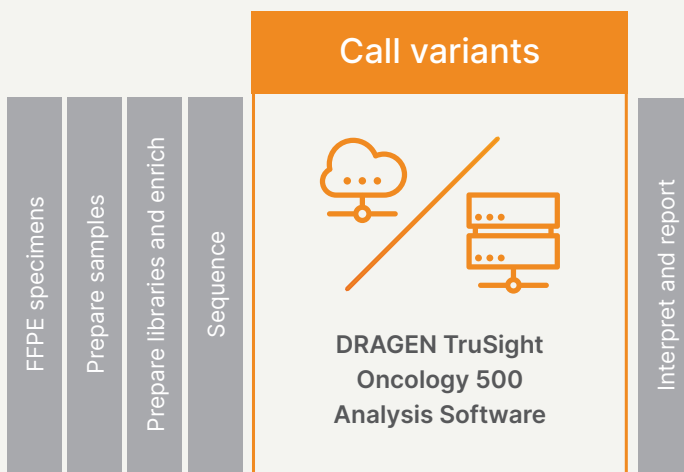 FFPE specimens
Prepare samples
Prepare libraries and enrich
Sequence
Call variants
DRAGEN TruSight
Oncology 500
Analysis Software
Interpret and report